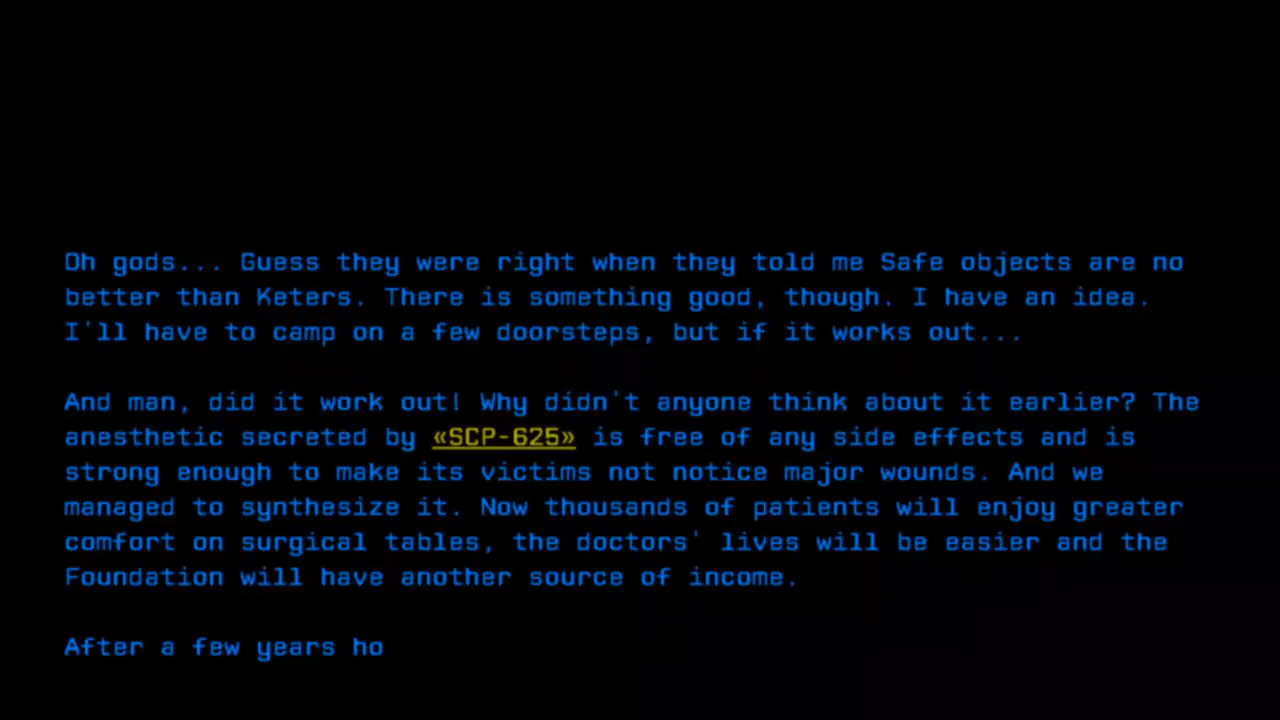 Oh gods... Guess they were right when they told me Safe objects are no
better than Keters. There is something good, though. I have an idea.
I'll have to camp on a few doorsteps, but if it works out...
And man, did it work out! Why didn't anyone think about it earlier? The
anesthetic secreted by «SCP-625» is free of any side effects and is
strong enough to make its victims not notice major wounds. And we
managed to synthesize it. Now thousands of patients will enjoy greater
comfort on surgical tables, the doctors' lives will be easier and the
Foundation will have another source of income.
After a few years ho